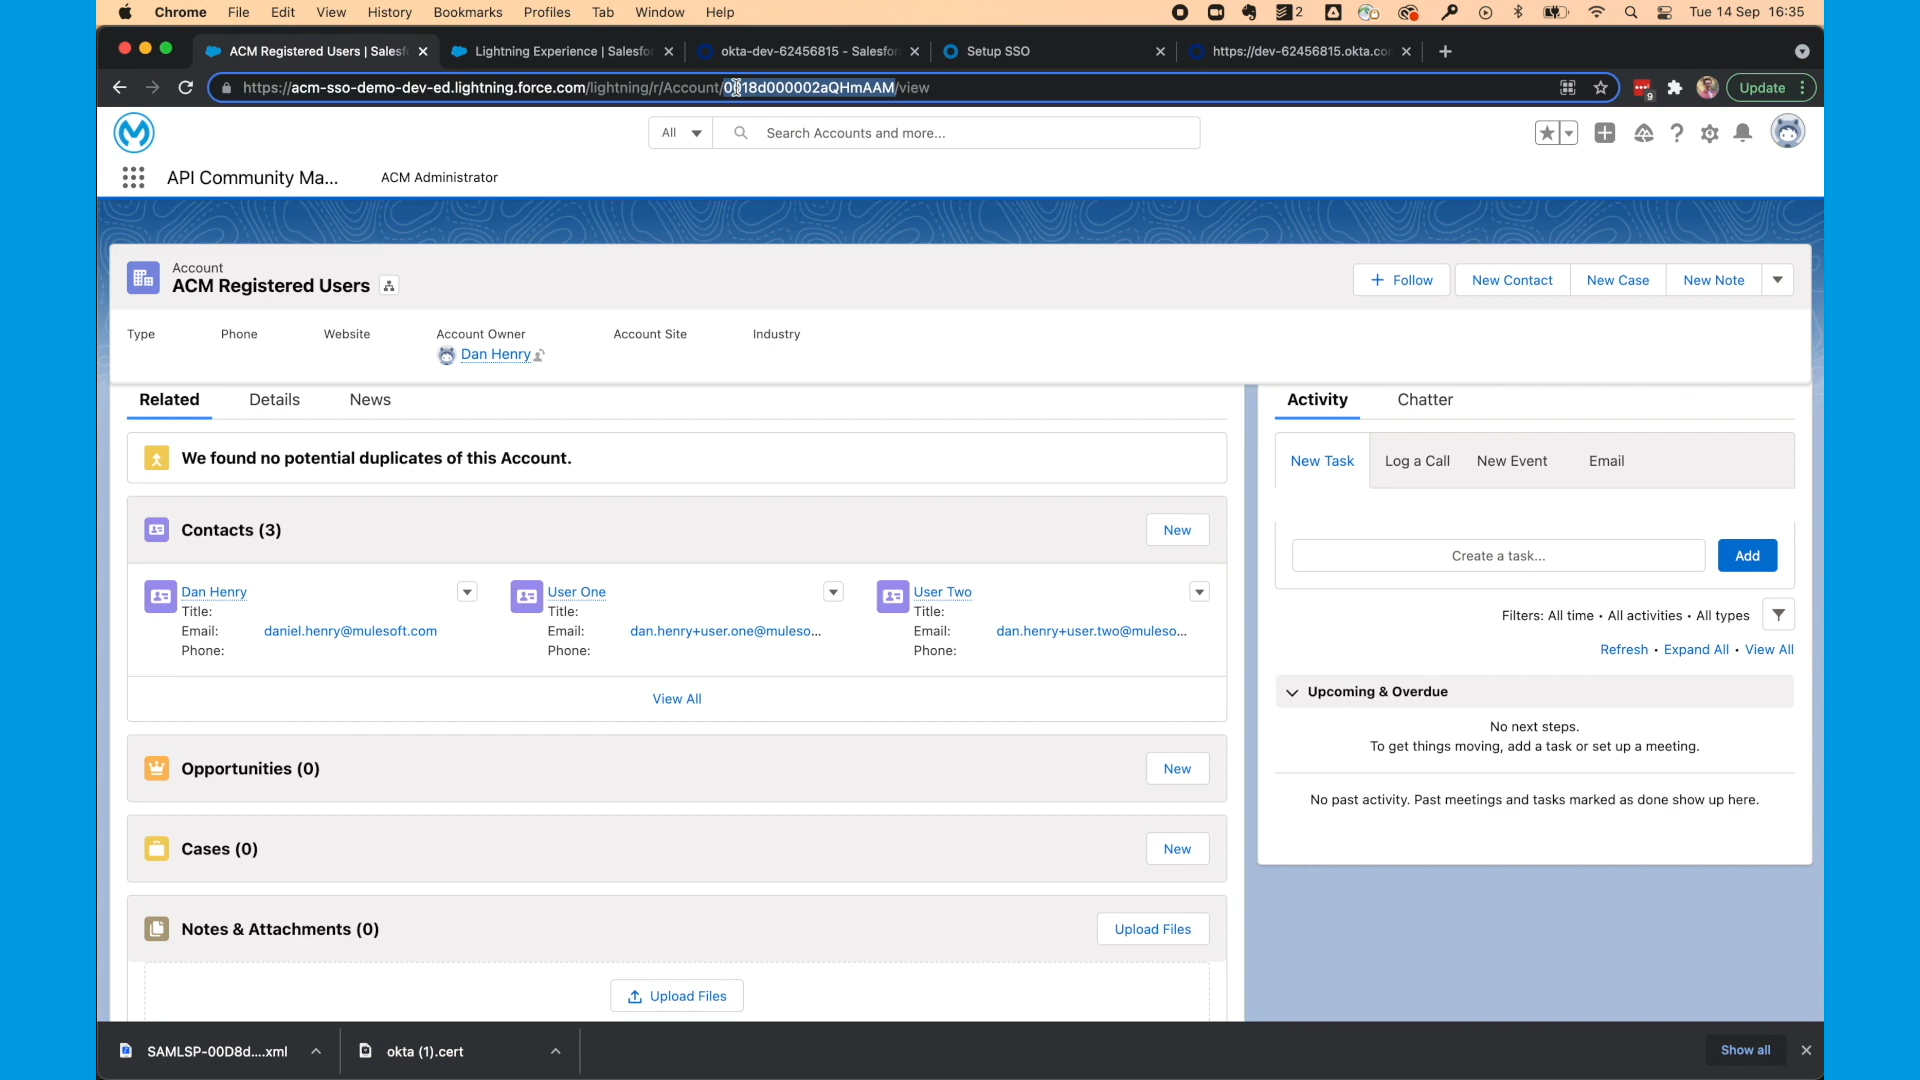 Chrome File Edit View History Bookmarks Profiles Tab Window Help 2 Tue 14 Sep 16:35
ACM Registered Users | Salesf Lightning Experience | Salesfor okta-dev-62456815 - Salesfor Setup SSO https://dev-62456815.okta.co
https://acm-sso-demo-dev-ed.lightning.force.com/lightning/r/Account/0018d000002aQHmAAM/view 9 Update
All Search Accounts and more...
API Community Ma... ACM Administrator
Account
ACM Registered Users
Follow New Contact New Case New Note
Type Phone Website Account Owner Account Site Industry
Dan Henry
Related Details News
Activity Chatter
We found no potential duplicates of this Account.
New Task Log a Call New Event Email
Contacts (3) New
Create a task... Add
Dan Henry User One User Two
Title: Title: Title:
Email: daniel.henry@mulesoft.com Email: dan.henry+user.one@muleso... Email: dan.henry+user.two@muleso...
Phone: Phone: Phone:
View All
Filters: All time • All activities • All types
Refresh • Expand All • View All
Upcoming & Overdue
No next steps.
To get things moving, add a task or set up a meeting.
No past activity. Past meetings and tasks marked as done show up here.
Opportunities (0) New
Cases (0) New
Notes & Attachments (0) Upload Files
Upload Files
SAMLSP-00D8d....xml okta (1).cert Show all